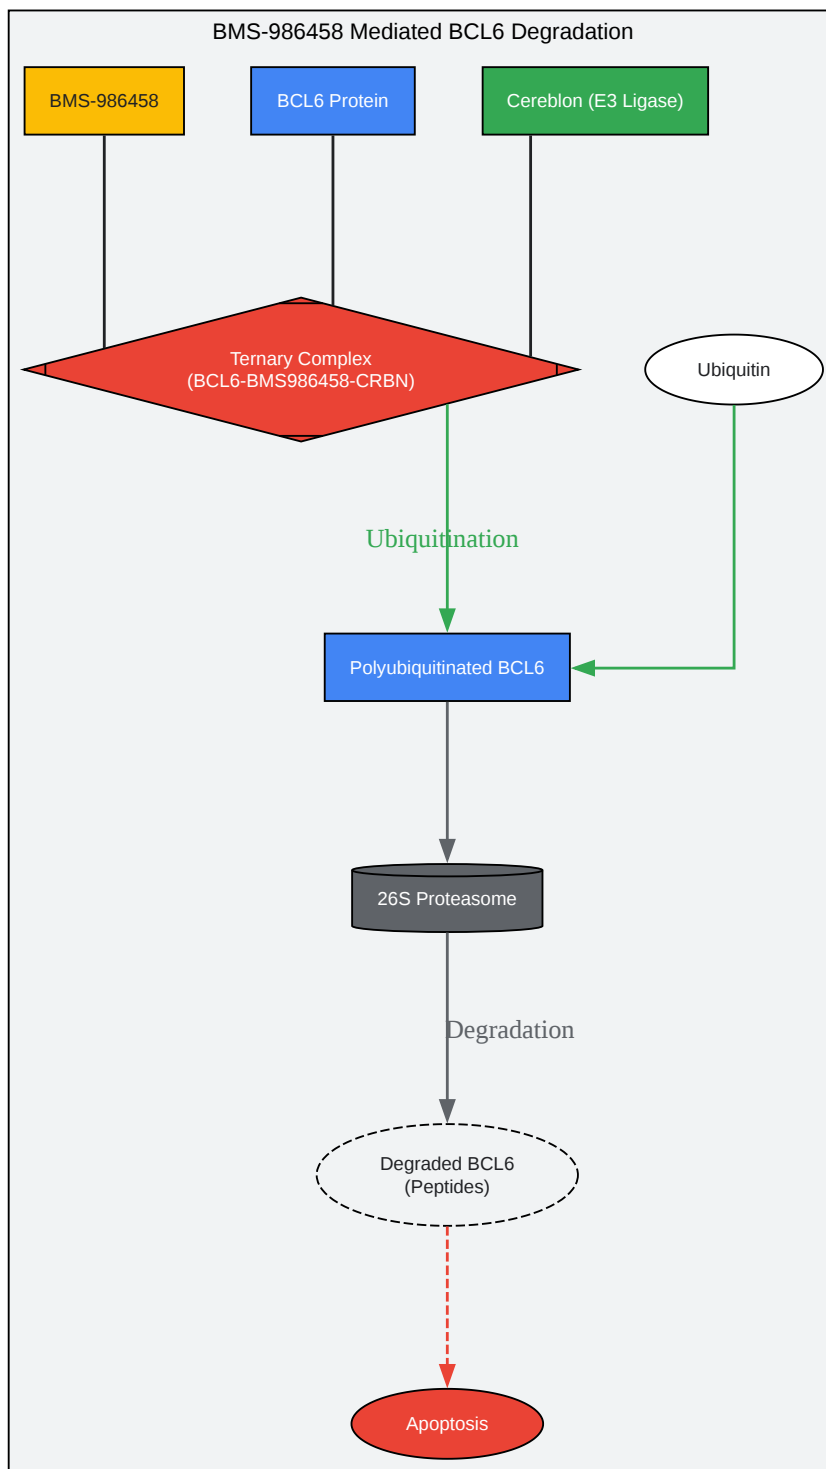 BMS-986458 Mediated BCL6 Degradation
BMS-986458
BCL6 Protein
Cereblon (E3 Ligase)
Ternary Complex
(BCL6-BMS986458-CRBN)
Ubiquitin
Ubiquitination
Polyubiquitinated BCL6
26S Proteasome
Degradation
Degraded BCL6
(Peptides)
Apoptosis